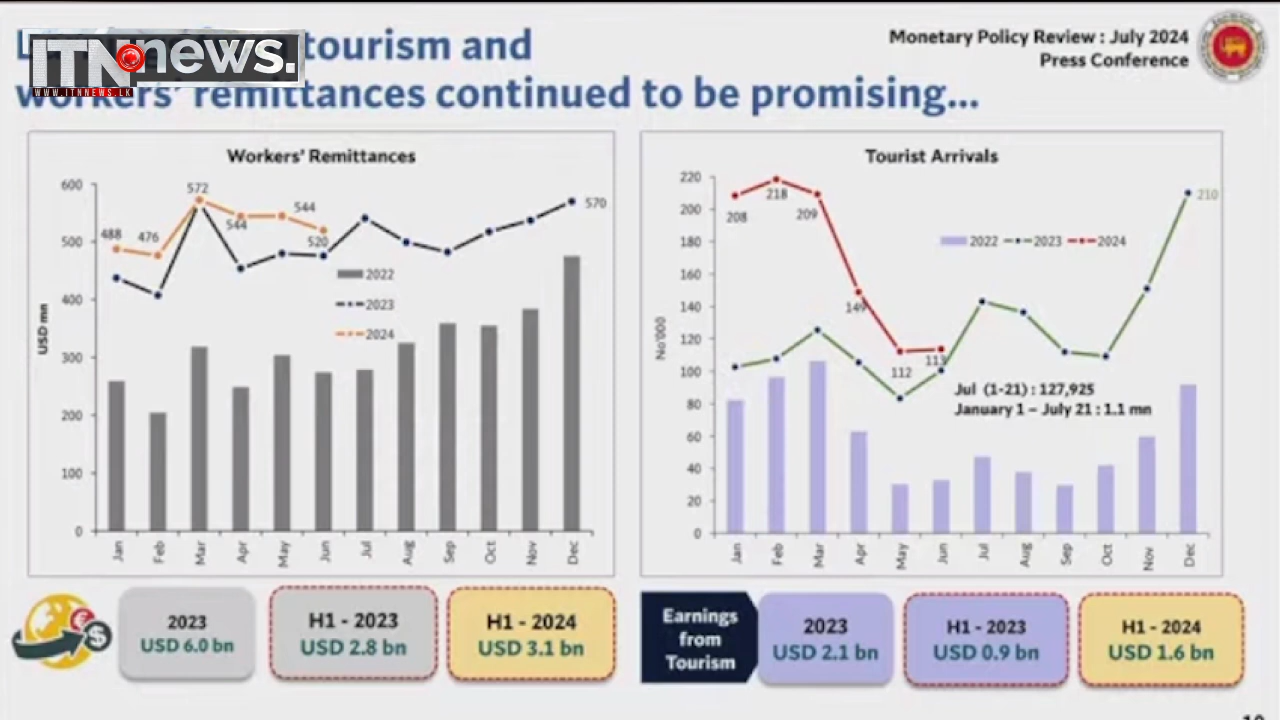 ITN news.
WWW.ITNNEWS.LK
tourism and
workers' remittances continued to be promising...
Monetary Policy Review : July 2024
Press Conference
Workers' Remittances
600
500
400
300
200
100
0
USD mn
488
476
572
544
544
520
570
2022
2023
2024
Jan
Feb
Mar
Apr
May
Jun
Jul
Aug
Sep
Oct
Nov
Dec
Tourist Arrivals
220
200
180
160
140
120
100
80
60
40
20
0
No'000
208
218
209
149
112
113
210
2022
2023
2024
Jul (1-21) : 127,925
January 1 – July 21 : 1.1 mn
Jan
Feb
Mar
Apr
May
Jun
Jul
Aug
Sep
Oct
Nov
Dec
2023
USD 6.0 bn
H1 - 2023
USD 2.8 bn
H1 - 2024
USD 3.1 bn
Earnings
from
Tourism
2023
USD 2.1 bn
H1 - 2023
USD 0.9 bn
H1 - 2024
USD 1.6 bn